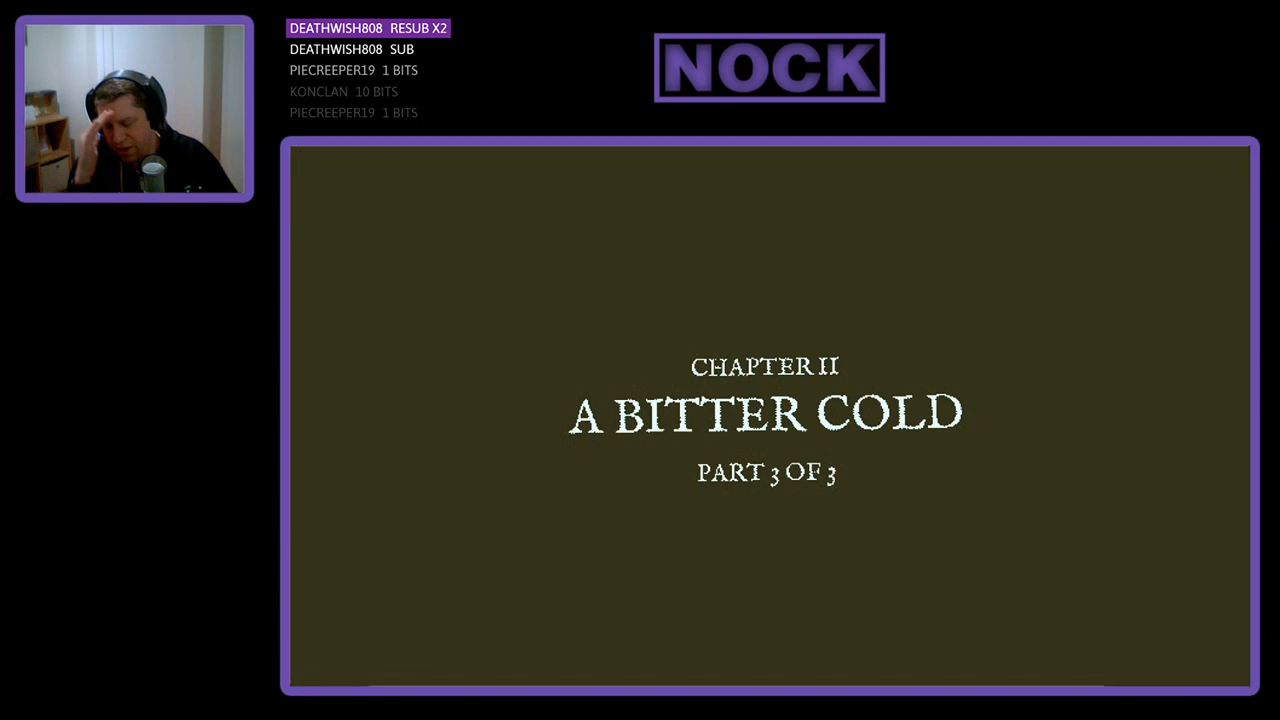 DEATHWISH808 RESUB X2
DEATHWISH808 SUB
PIECREEPER19 1 BITS
KONCLAN 10 BITS
PIECREEPER19 1 BITS
NOCK
CHAPTER II
A BITTER COLD
PART 3 OF 3